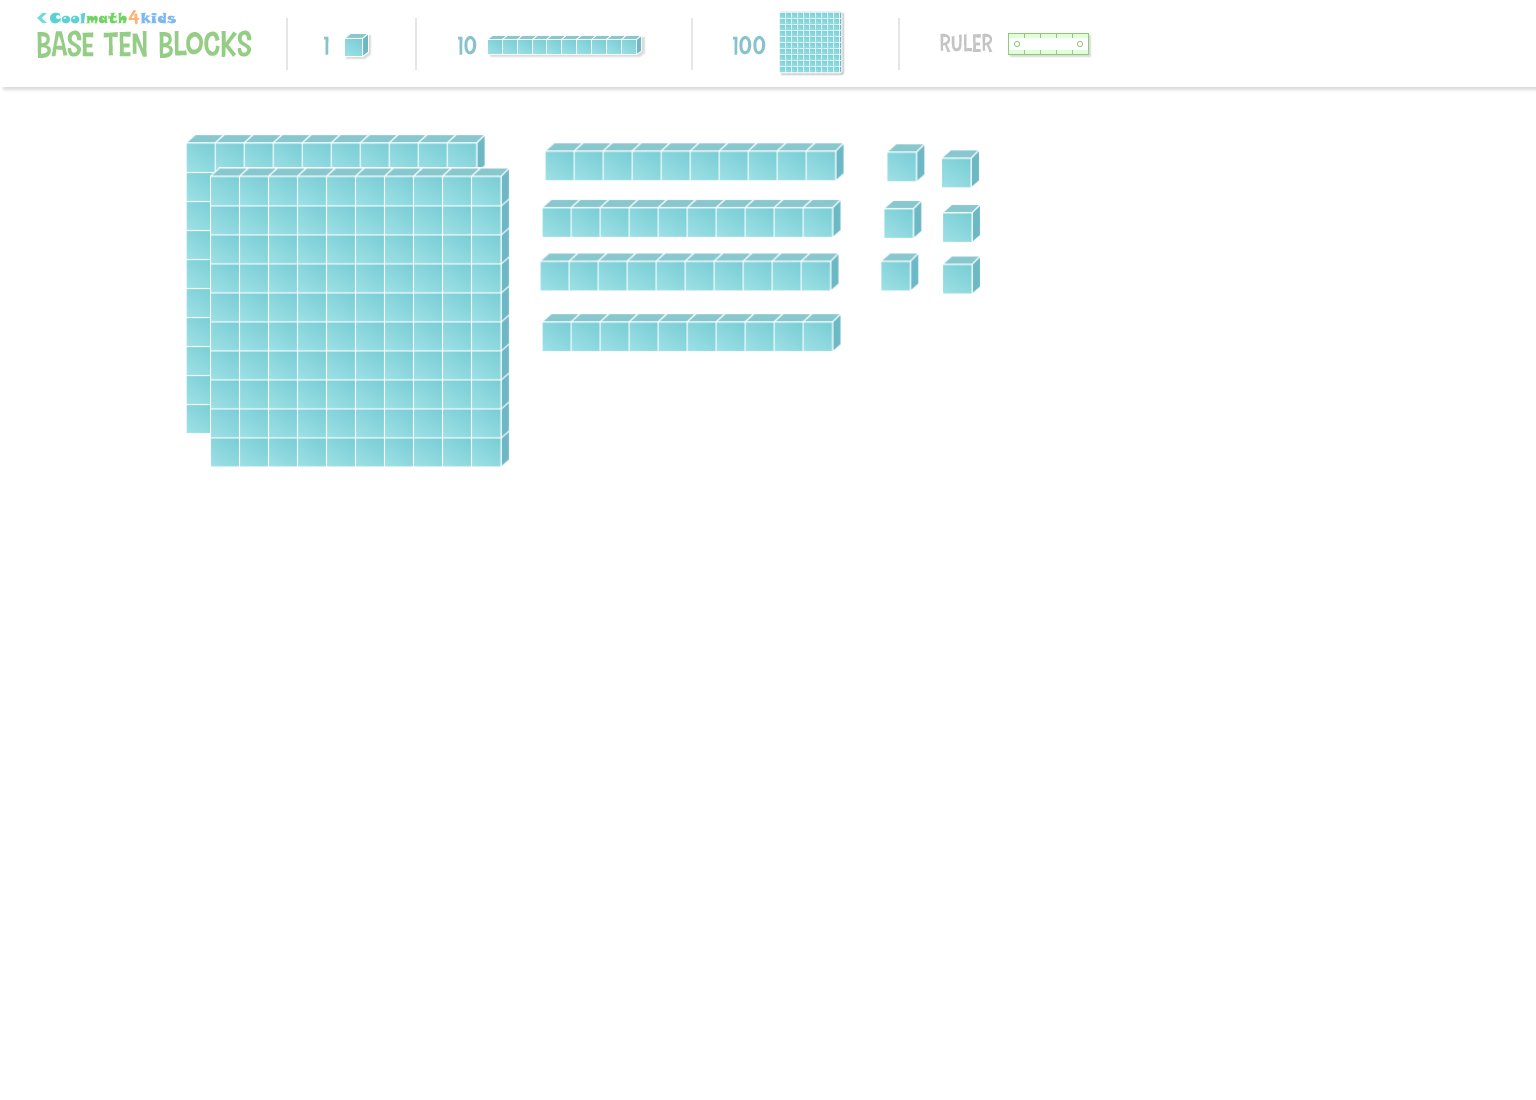 Coolmath4kids
BASE TEN BLOCKS
1
10
100
RULER